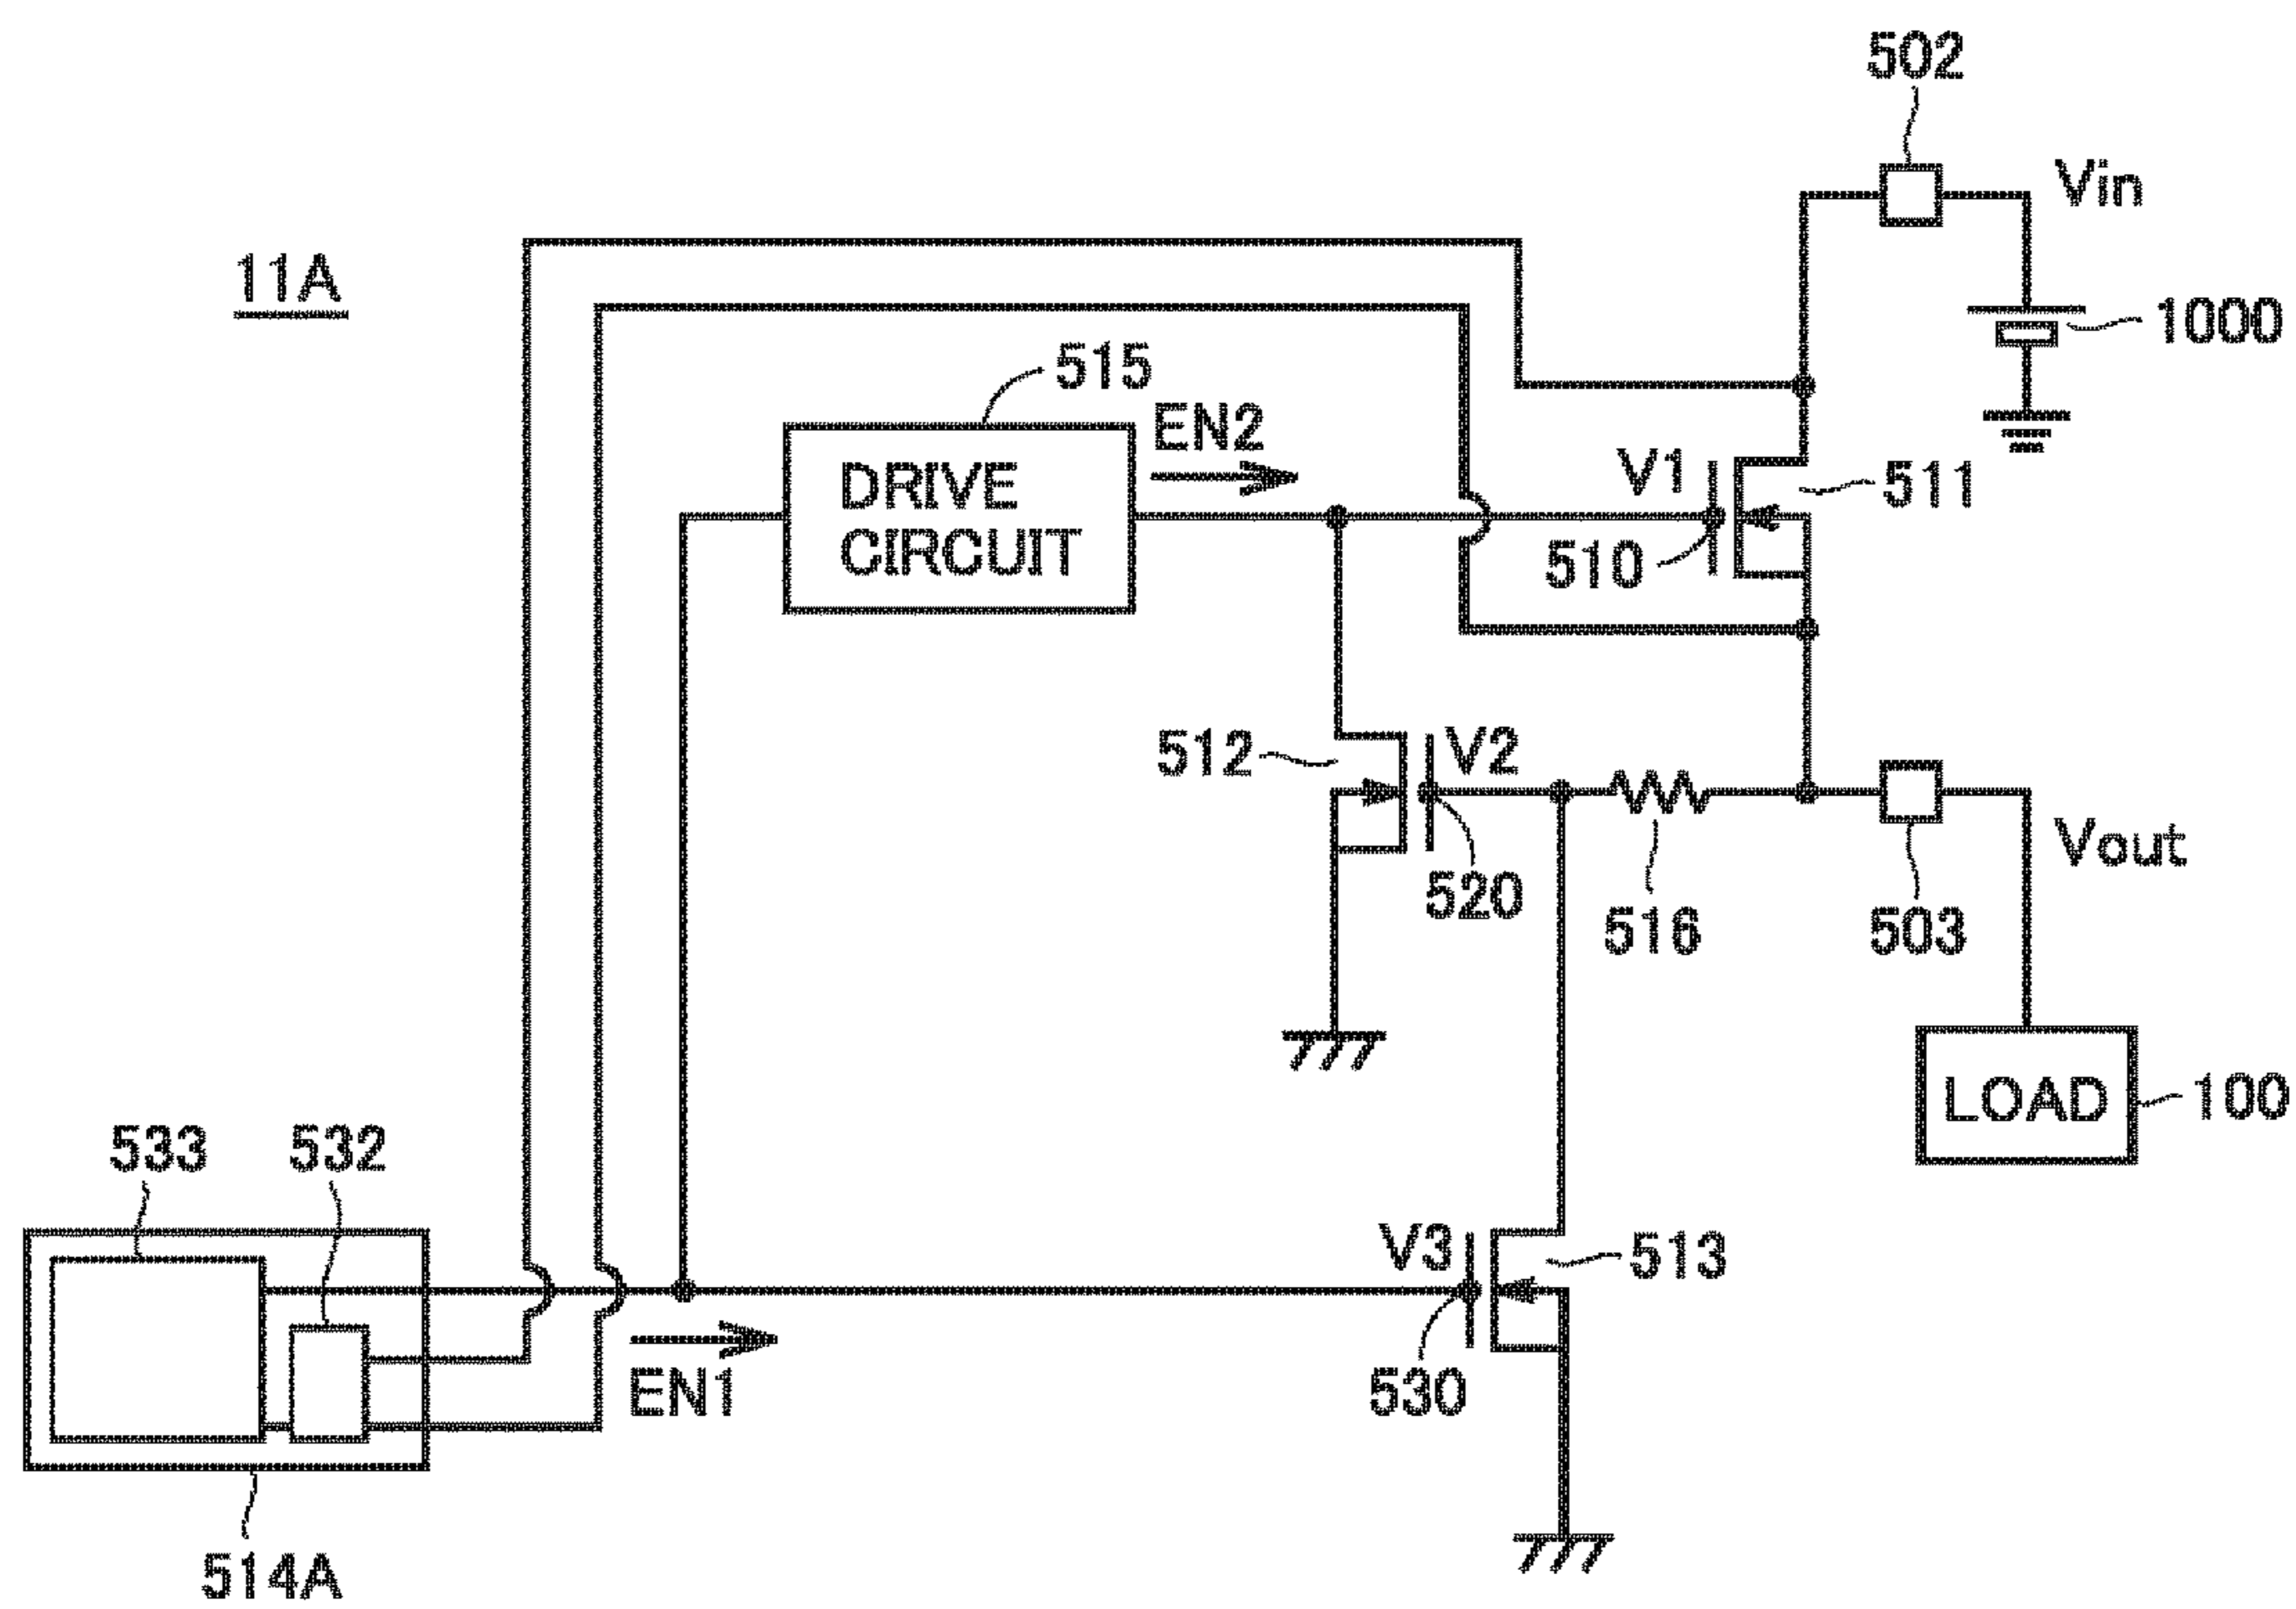 502
Vin
11A
1000
515
EN2
DRIVE
CIRCUIT
V1
511
510
512
V2
520
516
503
Vout
LOAD
100
533
532
V3
513
EN1
530
514A